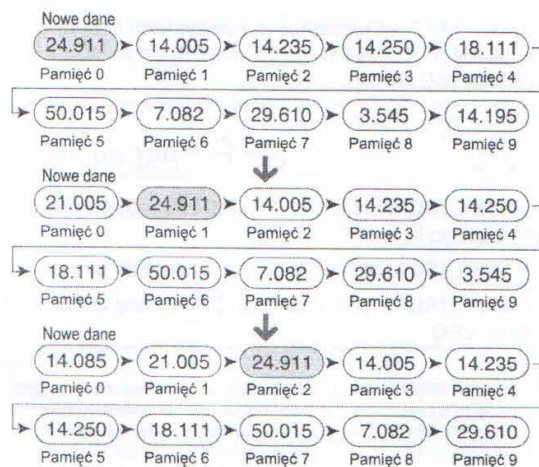 Nowe dane
24.911 14.005 14.235 14.250 18.111
Pamięć 0 Pamięć 1 Pamięć 2 Pamięć 3 Pamięć 4
50.015 7.082 29.610 3.545 14.195
Pamięć 5 Pamięć 6 Pamięć 7 Pamięć 8 Pamięć 9
Nowe dane
21.005 24.911 14.005 14.235 14.250
Pamięć 0 Pamięć 1 Pamięć 2 Pamięć 3 Pamięć 4
18.111 50.015 7.082 29.610 3.545
Pamięć 5 Pamięć 6 Pamięć 7 Pamięć 8 Pamięć 9
Nowe dane
14.085 21.005 24.911 14.005 14.235
Pamięć 0 Pamięć 1 Pamięć 2 Pamięć 3 Pamięć 4
14.250 18.111 50.015 7.082 29.610
Pamięć 5 Pamięć 6 Pamięć 7 Pamięć 8 Pamięć 9